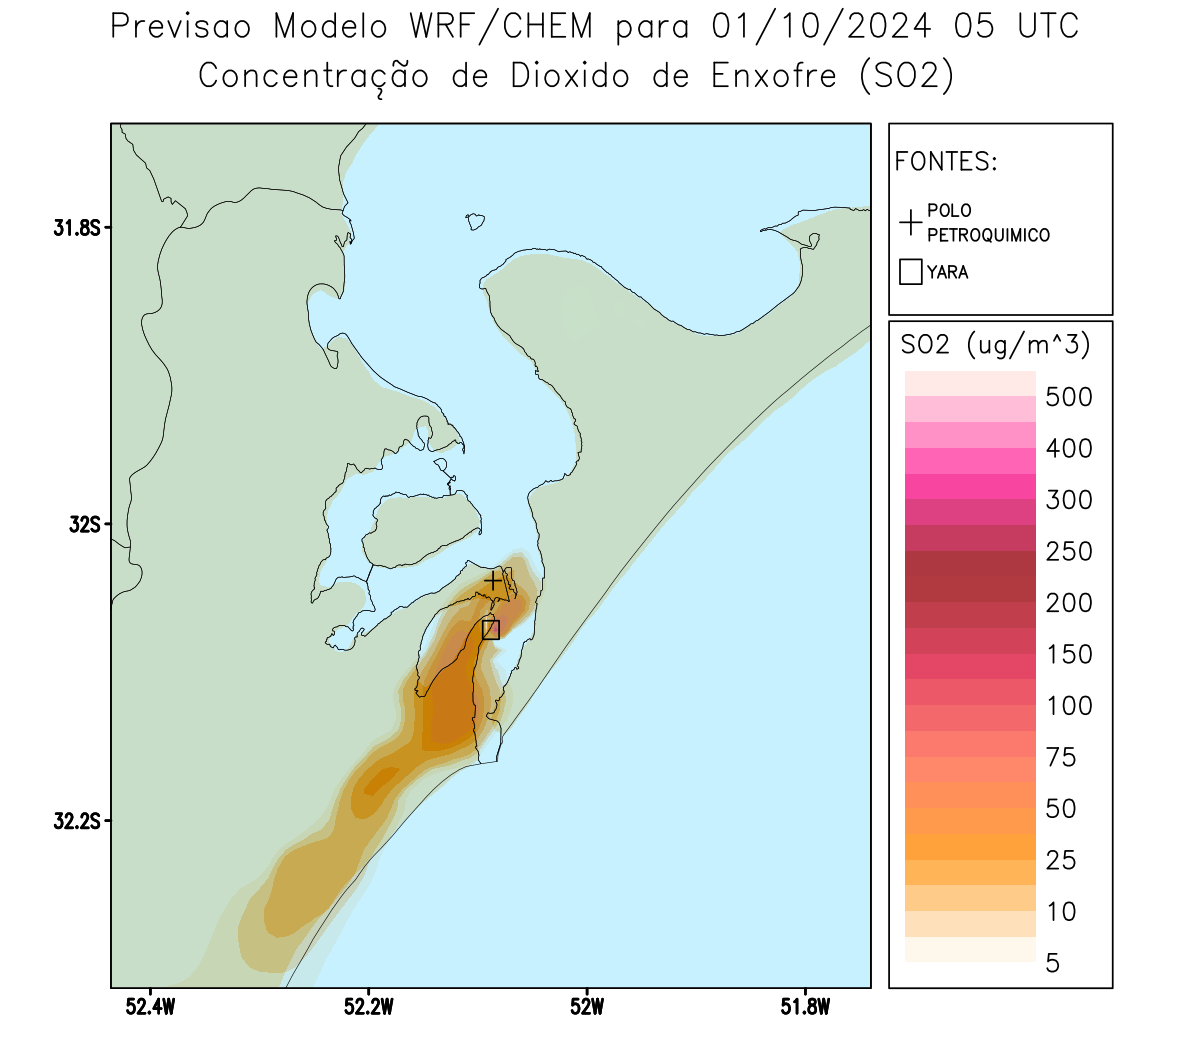 Previsao Modelo WRF/CHEM para 01/10/2024 05 UTC
Concentração de Dioxido de Enxofre (SO2)
FONTES:
POLO
PETROQUIMICO
YARA
31.8S
32S
32.2S
52.4W
52.2W
52W
51.8W
SO2 (ug/m^3)
500
400
300
250
200
150
100
75
50
25
10
5